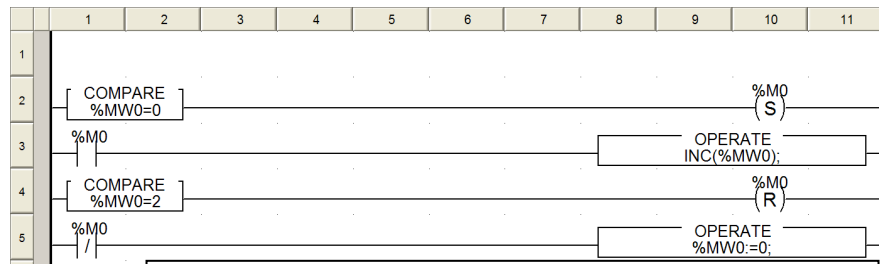 1 2 3 4 5 6 7 8 9 10 11
1
2
COMPARE
%MW0=0
%M0
S
3
%M0
OPERATE
INC(%MW0);
4
COMPARE
%MW0=2
%M0
R
5
%M0
/
OPERATE
%MW0:=0;